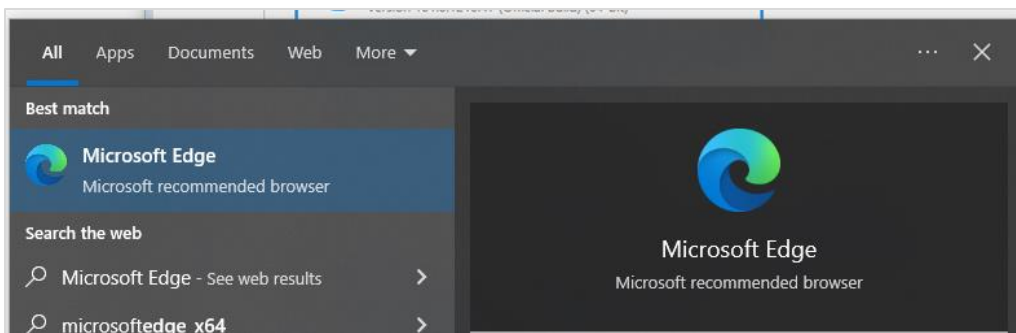 All Apps Documents Web More
Best match
Microsoft Edge
Microsoft recommended browser
Search the web
Microsoft Edge - See web results
microsoftedge x64
Microsoft Edge
Microsoft recommended browser